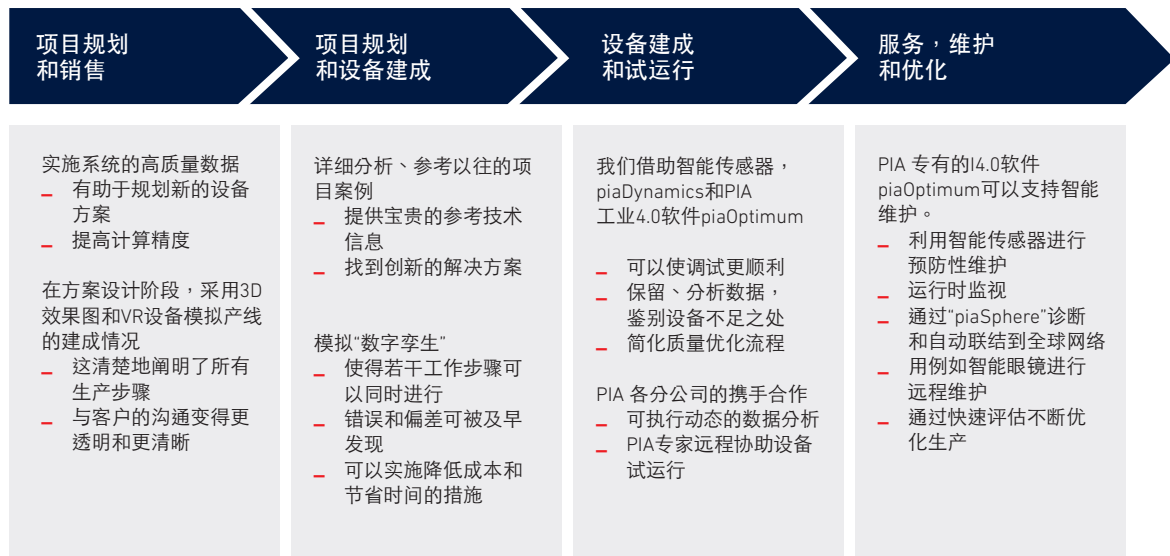 项目规划
和销售
项目规划
和设备建成
设备建成
和试运行
服务，维护
和优化
实施系统的高质量数据
– 有助于规划新的设备
方案
– 提高计算精度
在方案设计阶段，采用3D
效果图和VR设备模拟产线
的建成情况
– 这清楚地阐明了所有
生产步骤
– 与客户的沟通变得更
透明和更清晰
详细分析、参考以往的项
目案例
– 提供宝贵的参考技术
信息
– 找到创新的解决方案
模拟“数字孪生”
– 使得若干工作步骤可
以同时进行
– 错误和偏差可被及早
发现
– 可以实施降低成本和
节省时间的措施
我们借助智能传感器，
piaDynamics和PIA
工业4.0软件piaOptimum
– 可以使调试更顺利
– 保留、分析数据，
鉴别设备不足之处
– 简化质量优化流程
PIA 各分公司的携手合作
– 可执行动态的数据分析
– PIA专家远程协助设备
试运行
PIA 专有的I4.0软件
piaOptimum可以支持智能
维护。
– 利用智能传感器进行
预防性维护
– 运行时监视
– 通过“piaSphere”诊断
和自动联结到全球网络
– 用例如智能眼镜进行
远程维护
– 通过快速评估不断优
化生产